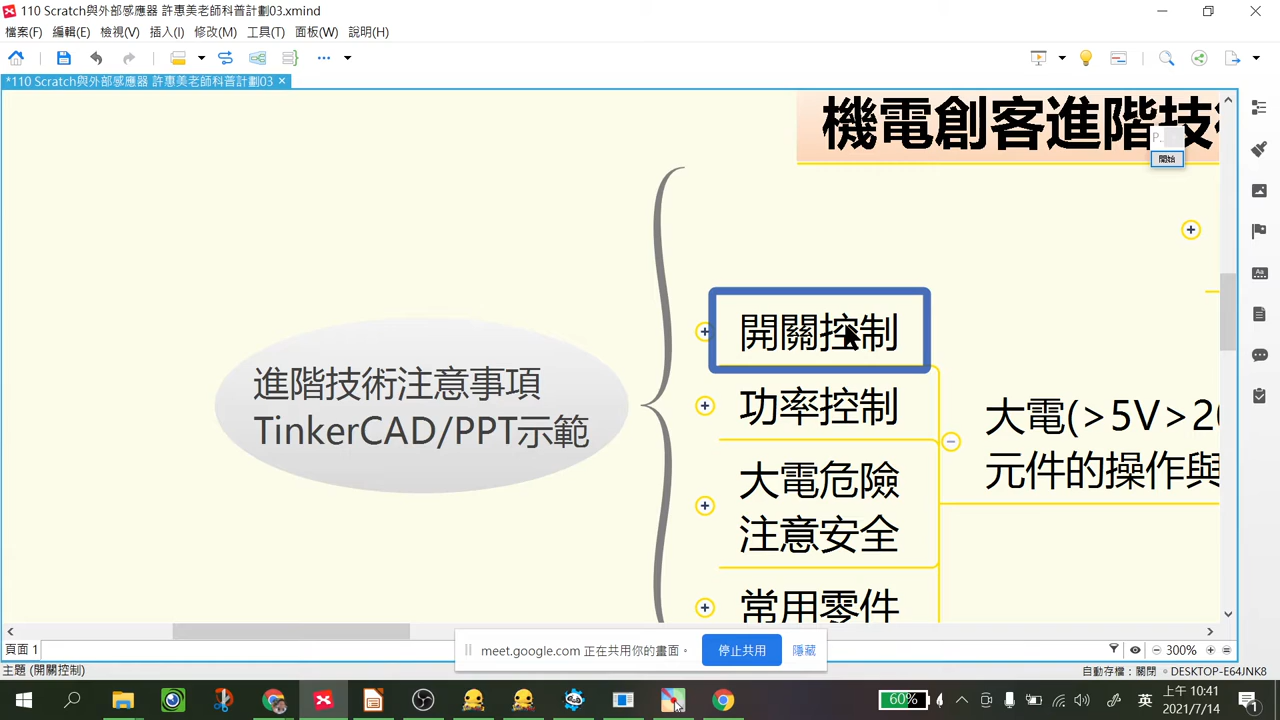 110 Scratch與外部感應器 許惠美老師科普計劃03.xmind
檔案(F) 編輯(E) 檢視(V) 插入(I) 修改(M) 工具(T) 面板(W) 說明(H)
*110 Scratch與外部感應器 許惠美老師科普計劃03
機電創客進階技
P..
開始
開關控制
進階技術注意事項
TinkerCAD/PPT示範
功率控制
大電(>5V>20
元件的操作與
大電危險
注意安全
常用零件
meet.google.com 正在共用你的畫面。
停止共用
隱藏
頁面 1
300%
主題 (開關控制)
自動存檔：關閉
DESKTOP-E64JNK8
60%
英
上午 10:41
2021/7/14
1